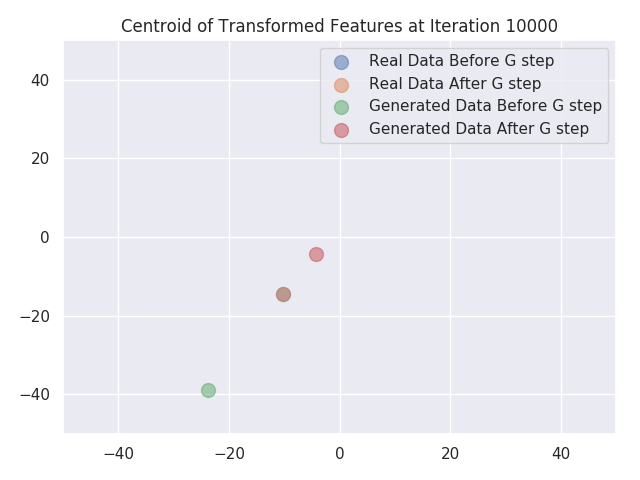 Centroid of Transformed Features at Iteration 10000
Real Data Before G step
Real Data After G step
Generated Data Before G step
Generated Data After G step
40
20
0
−20
−40
−40 −20 0 20 40